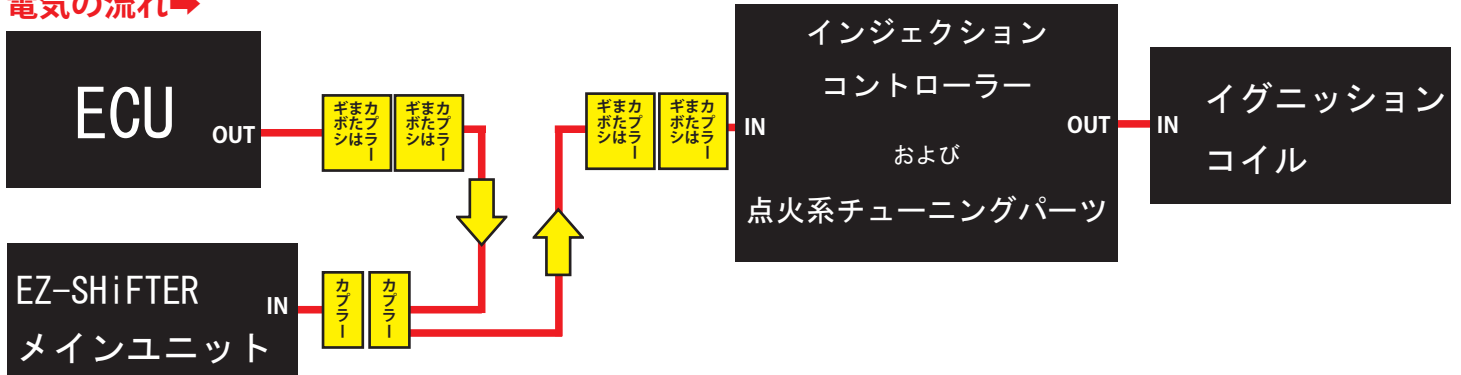 電気の流れ➡
ECU
OUT
カプラー
または
ギボシ
カプラー
または
ギボシ
カプラー
または
ギボシ
カプラー
または
ギボシ
インジェクション
コントローラー
および
点火系チューニングパーツ
IN
OUT
IN
イグニッション
コイル
EZ-SHiFTER
メインユニット
IN
カプラー
カプラー